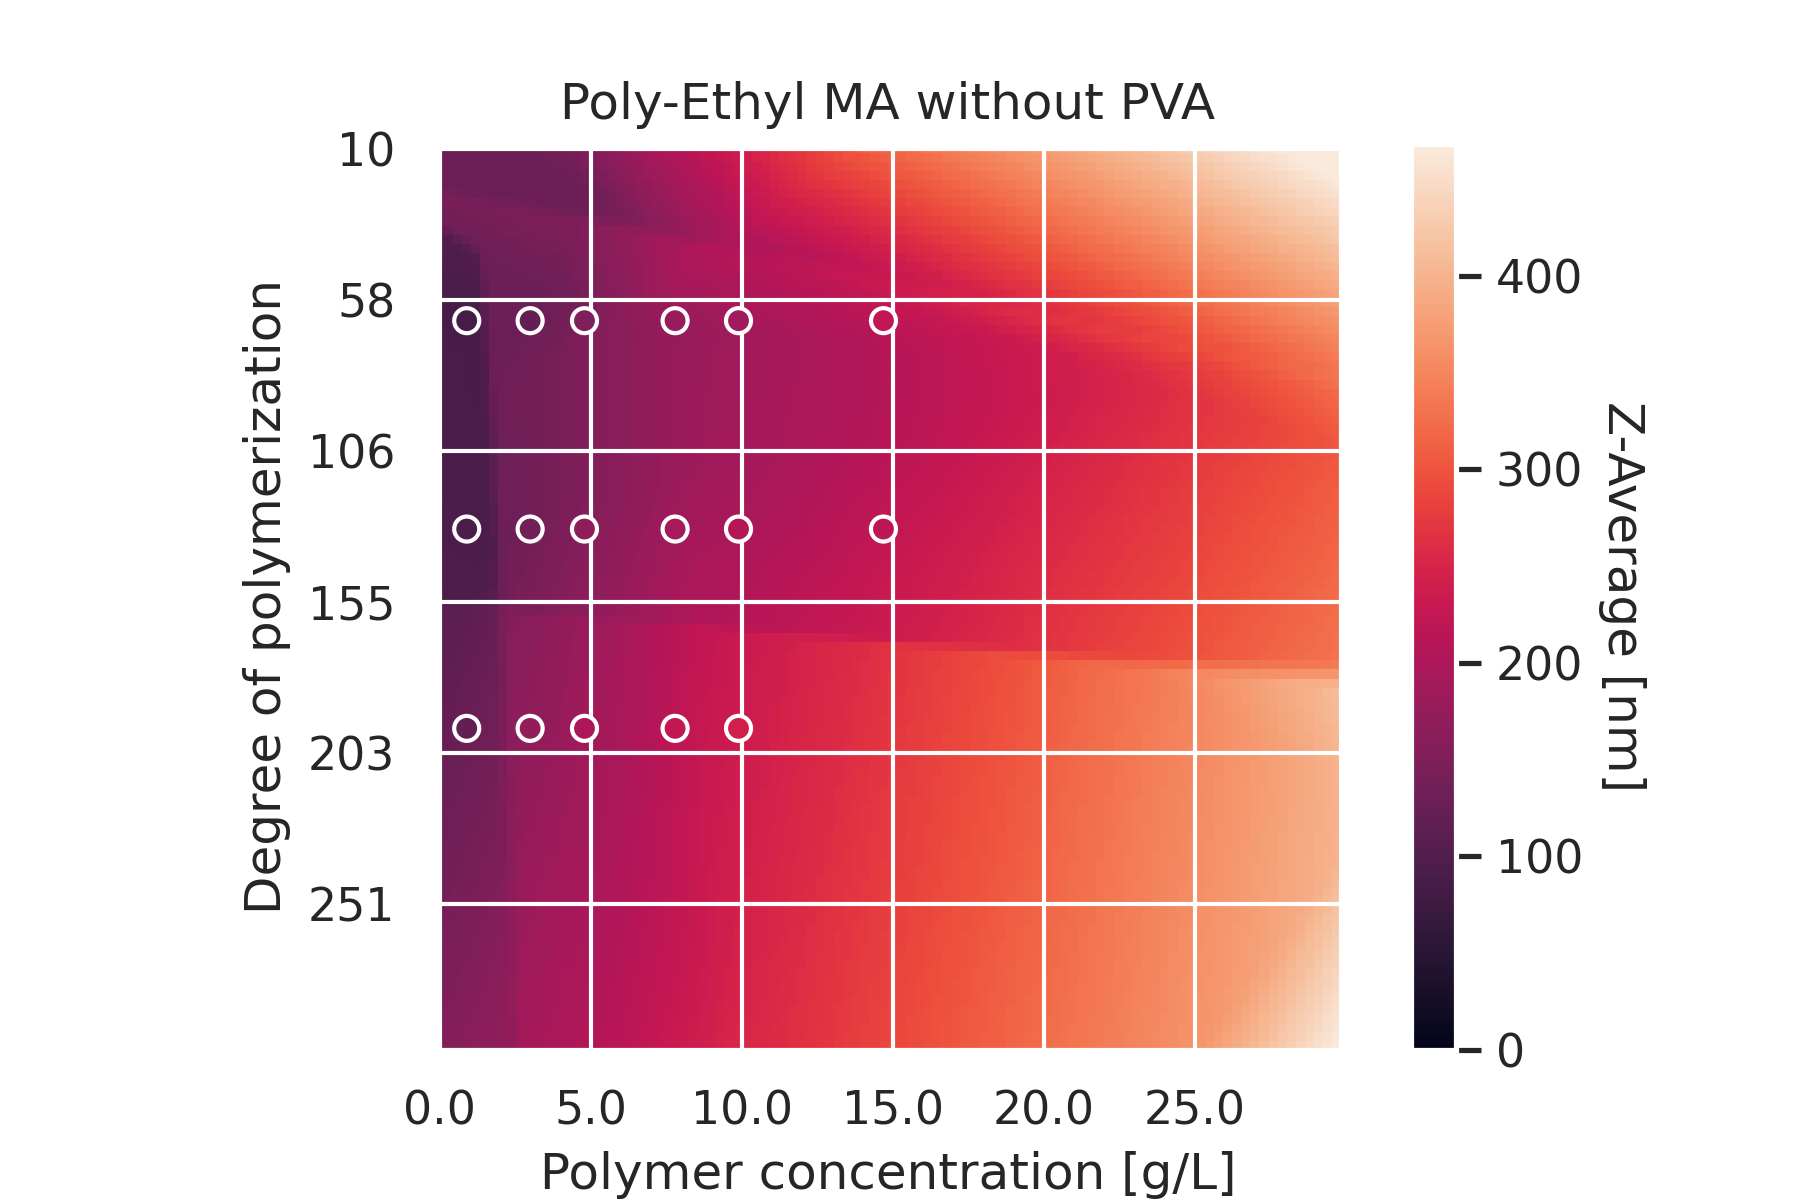 Poly-Ethyl MA without PVA
10
58
106
155
203
251
Degree of polymerization
0.0 5.0 10.0 15.0 20.0 25.0
Polymer concentration [g/L]
400
300
200
100
0
Z-Average [nm]